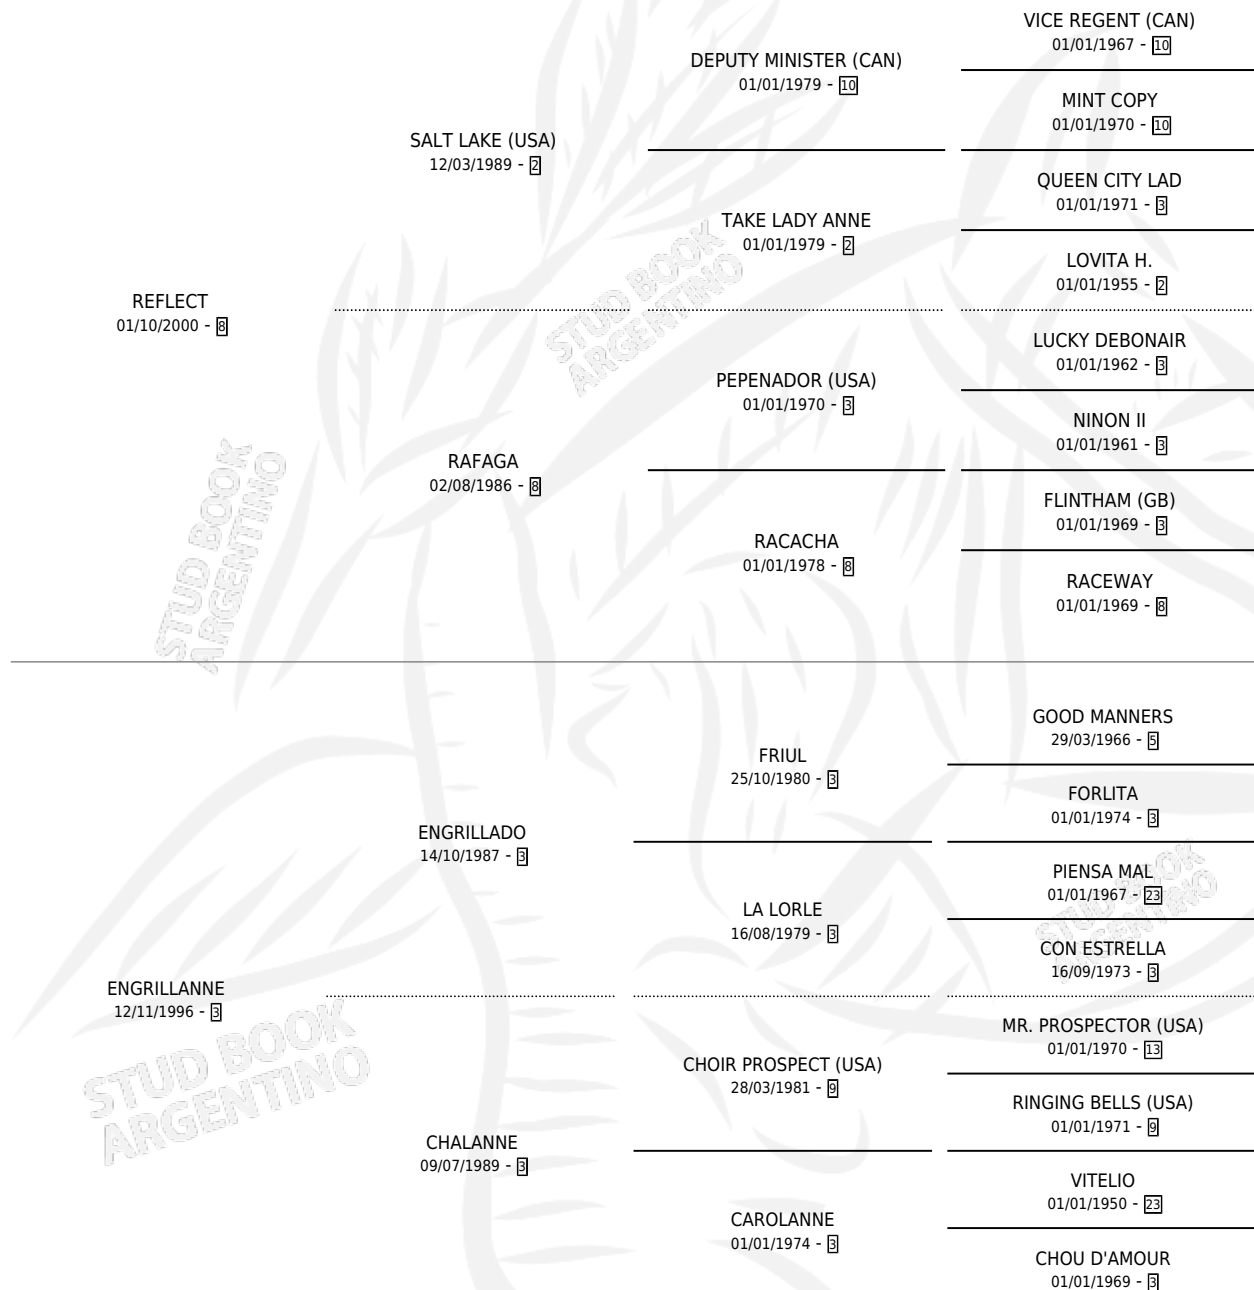 VICE REGENT (CAN)
01/01/1967 - 10
DEPUTY MINISTER (CAN)
01/01/1979 - 10
MINT COPY
01/01/1970 - 10
SALT LAKE (USA)
12/03/1989 - 2
QUEEN CITY LAD
01/01/1971 - 3
TAKE LADY ANNE
01/01/1979 - 2
LOVITA H.
01/01/1955 - 2
REFLECT
01/10/2000 - 8
LUCKY DEBONAIR
01/01/1962 - 3
PEPENADOR (USA)
01/01/1970 - 3
NINON II
01/01/1961 - 3
RAFAGA
02/08/1986 - 8
FLINTHAM (GB)
01/01/1969 - 3
RACACHA
01/01/1978 - 8
RACEWAY
01/01/1969 - 8
GOOD MANNERS
29/03/1966 - 5
FRIUL
25/10/1980 - 3
FORLITA
01/01/1974 - 3
ENGRILLADO
14/10/1987 - 3
PIENSA MAL
01/01/1967 - 23
LA LORLE
16/08/1979 - 3
CON ESTRELLA
16/09/1973 - 3
ENGRILLANNE
12/11/1996 - 3
MR. PROSPECTOR (USA)
01/01/1970 - 13
CHOIR PROSPECT (USA)
28/03/1981 - 9
RINGING BELLS (USA)
01/01/1971 - 9
CHALANNE
09/07/1989 - 3
VITELIO
01/01/1950 - 23
CAROLANNE
01/01/1974 - 3
CHOU D'AMOUR
01/01/1969 - 3
STUD BOOK
ARGENTINO
STUD BOOK
ARGENTINO
STUD BOOK
ARGENTINO
STUD BOOK
ARGENTINO